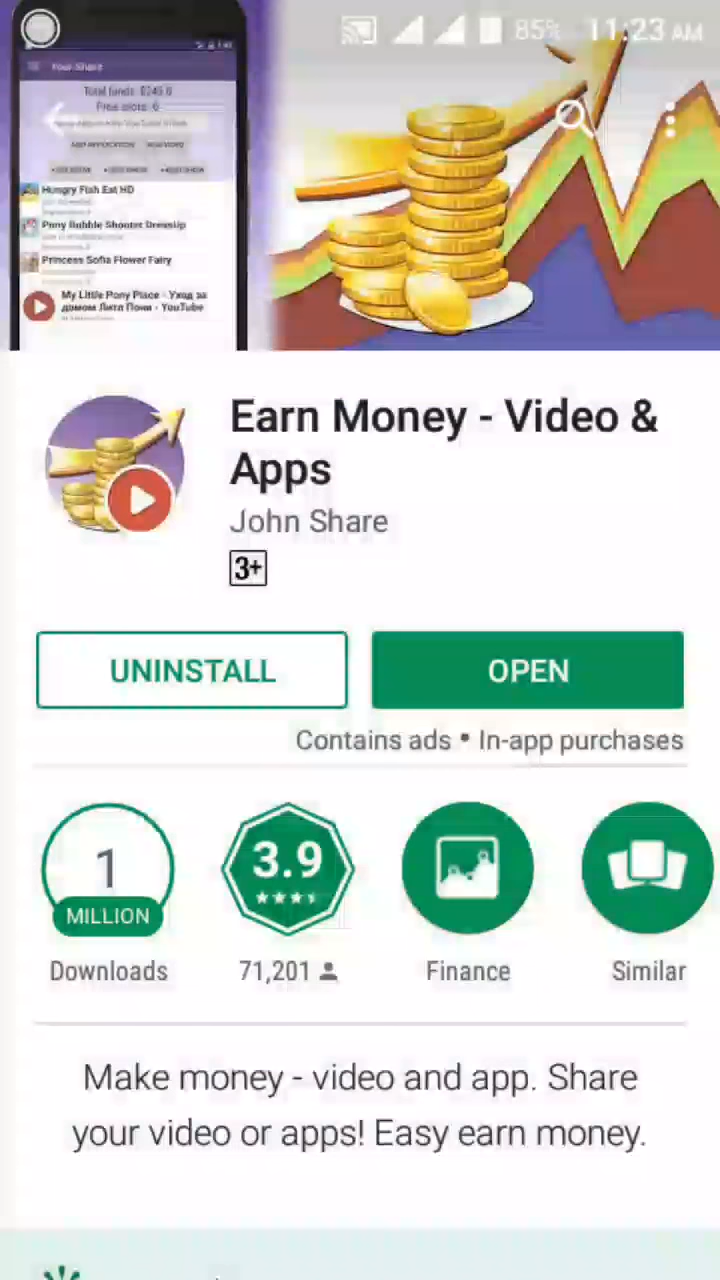 85% 11:23 AM
Your Share
Total funds: $245.0
Free slots: 6
Hungry Fish Eat HD
Pony Bubble Shooter DressUp
Princess Sofia Flower Fairy
My Little Pony Place - Уход за
домом Литл Пони - YouTube
Earn Money - Video &
Apps
John Share
3+
UNINSTALL
OPEN
Contains ads • In-app purchases
1
MILLION
Downloads
3.9
71,201
Finance
Similar
Make money - video and app. Share
your video or apps! Easy earn money.